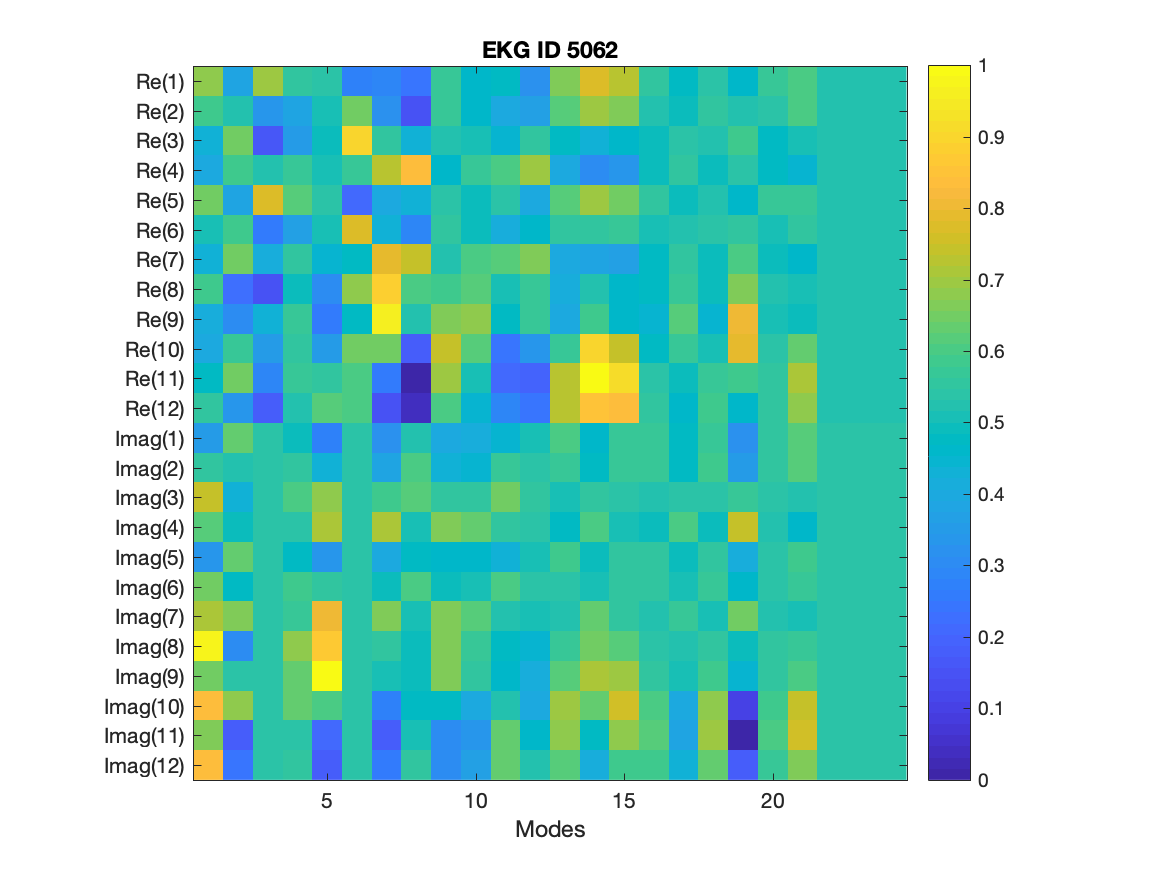 EKG ID 5062
Re(1)
Re(2)
Re(3)
Re(4)
Re(5)
Re(6)
Re(7)
Re(8)
Re(9)
Re(10)
Re(11)
Re(12)
Imag(1)
Imag(2)
Imag(3)
Imag(4)
Imag(5)
Imag(6)
Imag(7)
Imag(8)
Imag(9)
Imag(10)
Imag(11)
Imag(12)
5 10 15 20
Modes
1
0.9
0.8
0.7
0.6
0.5
0.4
0.3
0.2
0.1
0